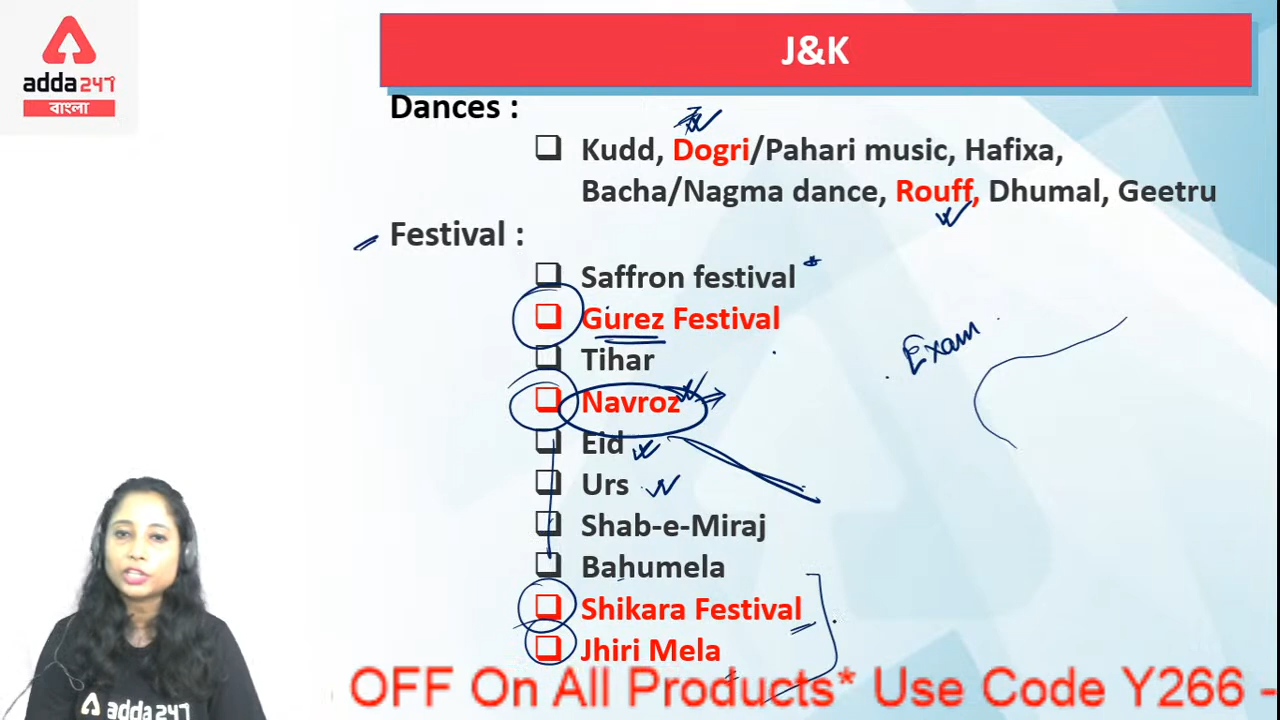 adda247
বাংলা
J&K
Dances :
❑ Kudd, Dogri/Pahari music, Hafixa,
Bacha/Nagma dance, Rouff, Dhumal, Geetru
Festival :
❑ Saffron festival
❑ Gurez Festival
❑ Tihar
❑ Navroz
❑ Eid
❑ Urs
❑ Shab-e-Miraj
❑ Bahumela
❑ Shikara Festival
❑ Jhiri Mela
Exam
OFF On All Products* Use Code Y266 -
adda247